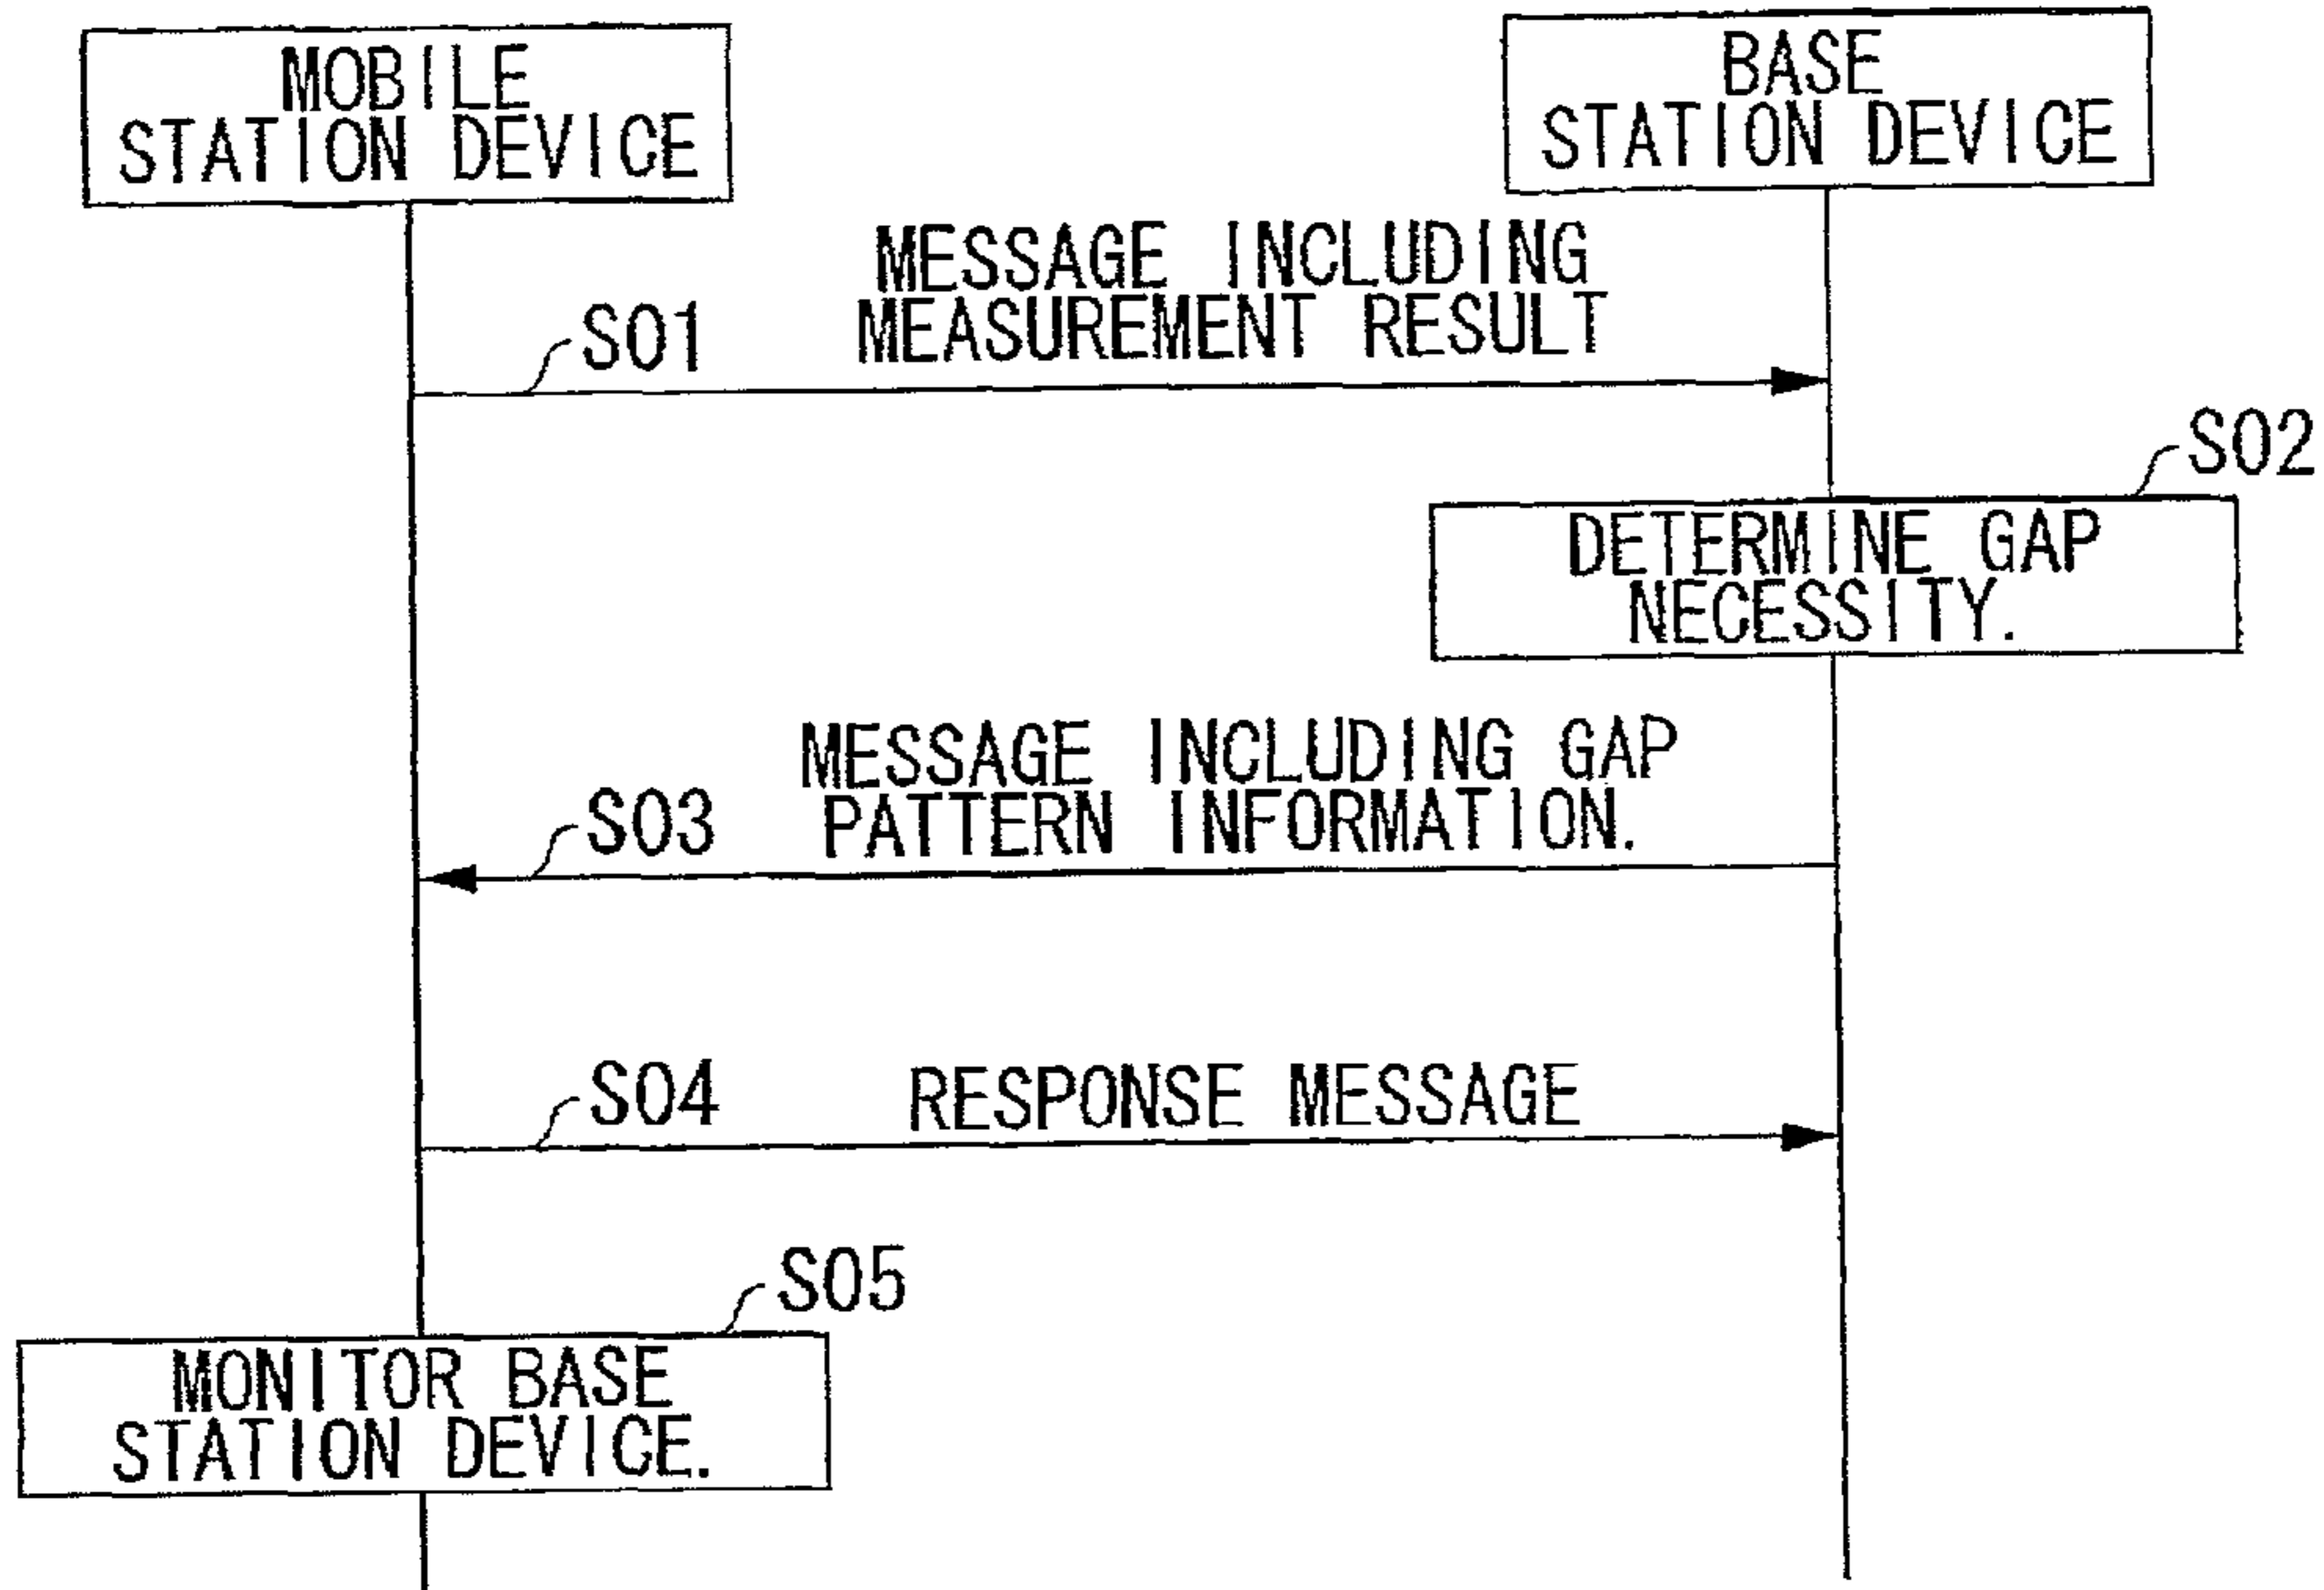 MOBILE
STATION DEVICE
BASE
STATION DEVICE
MESSAGE INCLUDING
MEASUREMENT RESULT
S01
S02
DETERMINE GAP
NECESSITY.
MESSAGE INCLUDING GAP
PATTERN INFORMATION.
S03
S04
RESPONSE MESSAGE
S05
MONITOR BASE
STATION DEVICE.